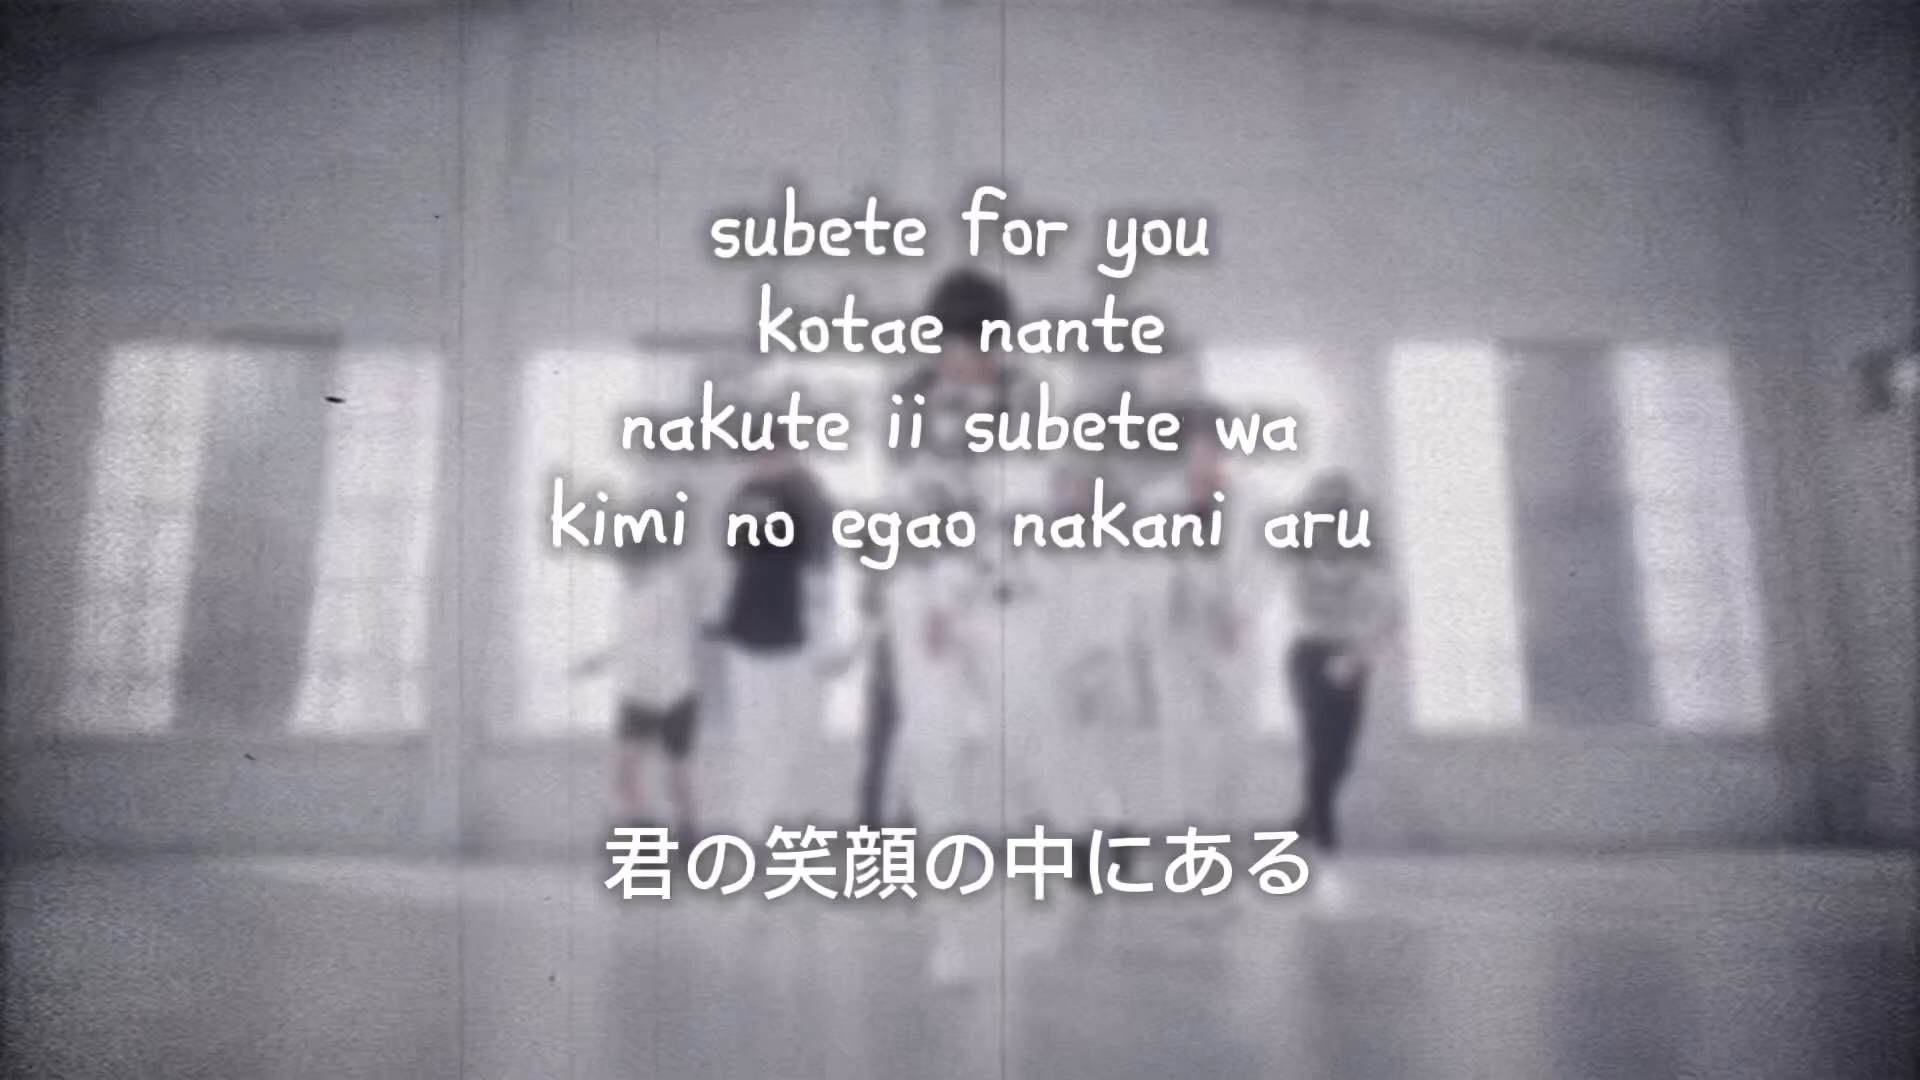 subete for you
kotae nante
nakute ii subete wa
kimi no egao nakani aru
君の笑顔の中にある